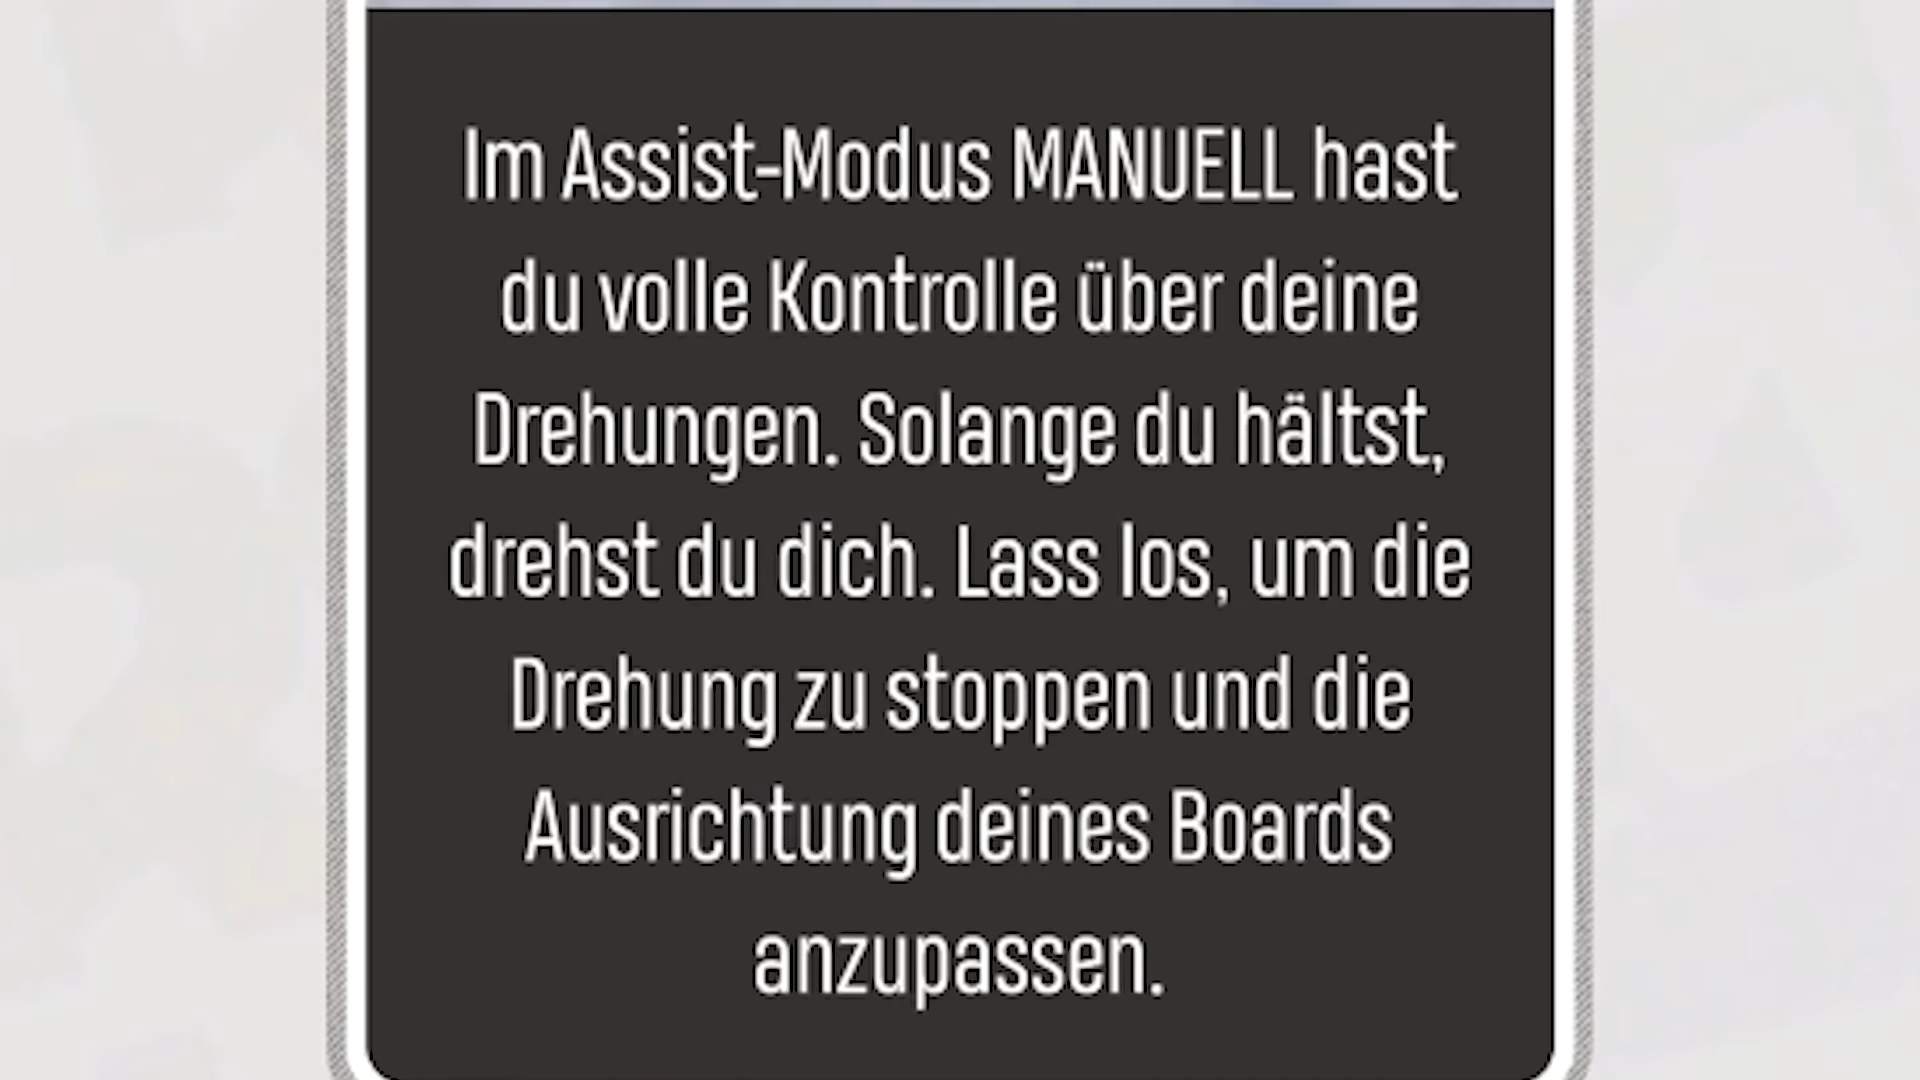 Im Assist-Modus MANUELL hast
du volle Kontrolle über deine
Drehungen. Solange du hältst,
drehst du dich. Lass los, um die
Drehung zu stoppen und die
Ausrichtung deines Boards
anzupassen.